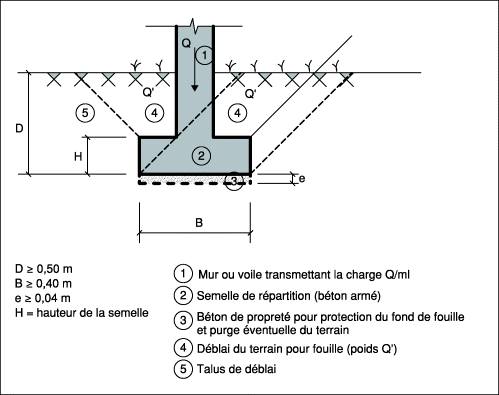 Q
1
Q'
Q'
5
4
4
D
H
2
3
e
B
D ≥ 0,50 m
B ≥ 0,40 m
e ≥ 0,04 m
H = hauteur de la semelle
1 Mur ou voile transmettant la charge Q/ml
2 Semelle de répartition (béton armé)
3 Béton de propreté pour protection du fond de fouille
et purge éventuelle du terrain
4 Déblai du terrain pour fouille (poids Q')
5 Talus de déblai